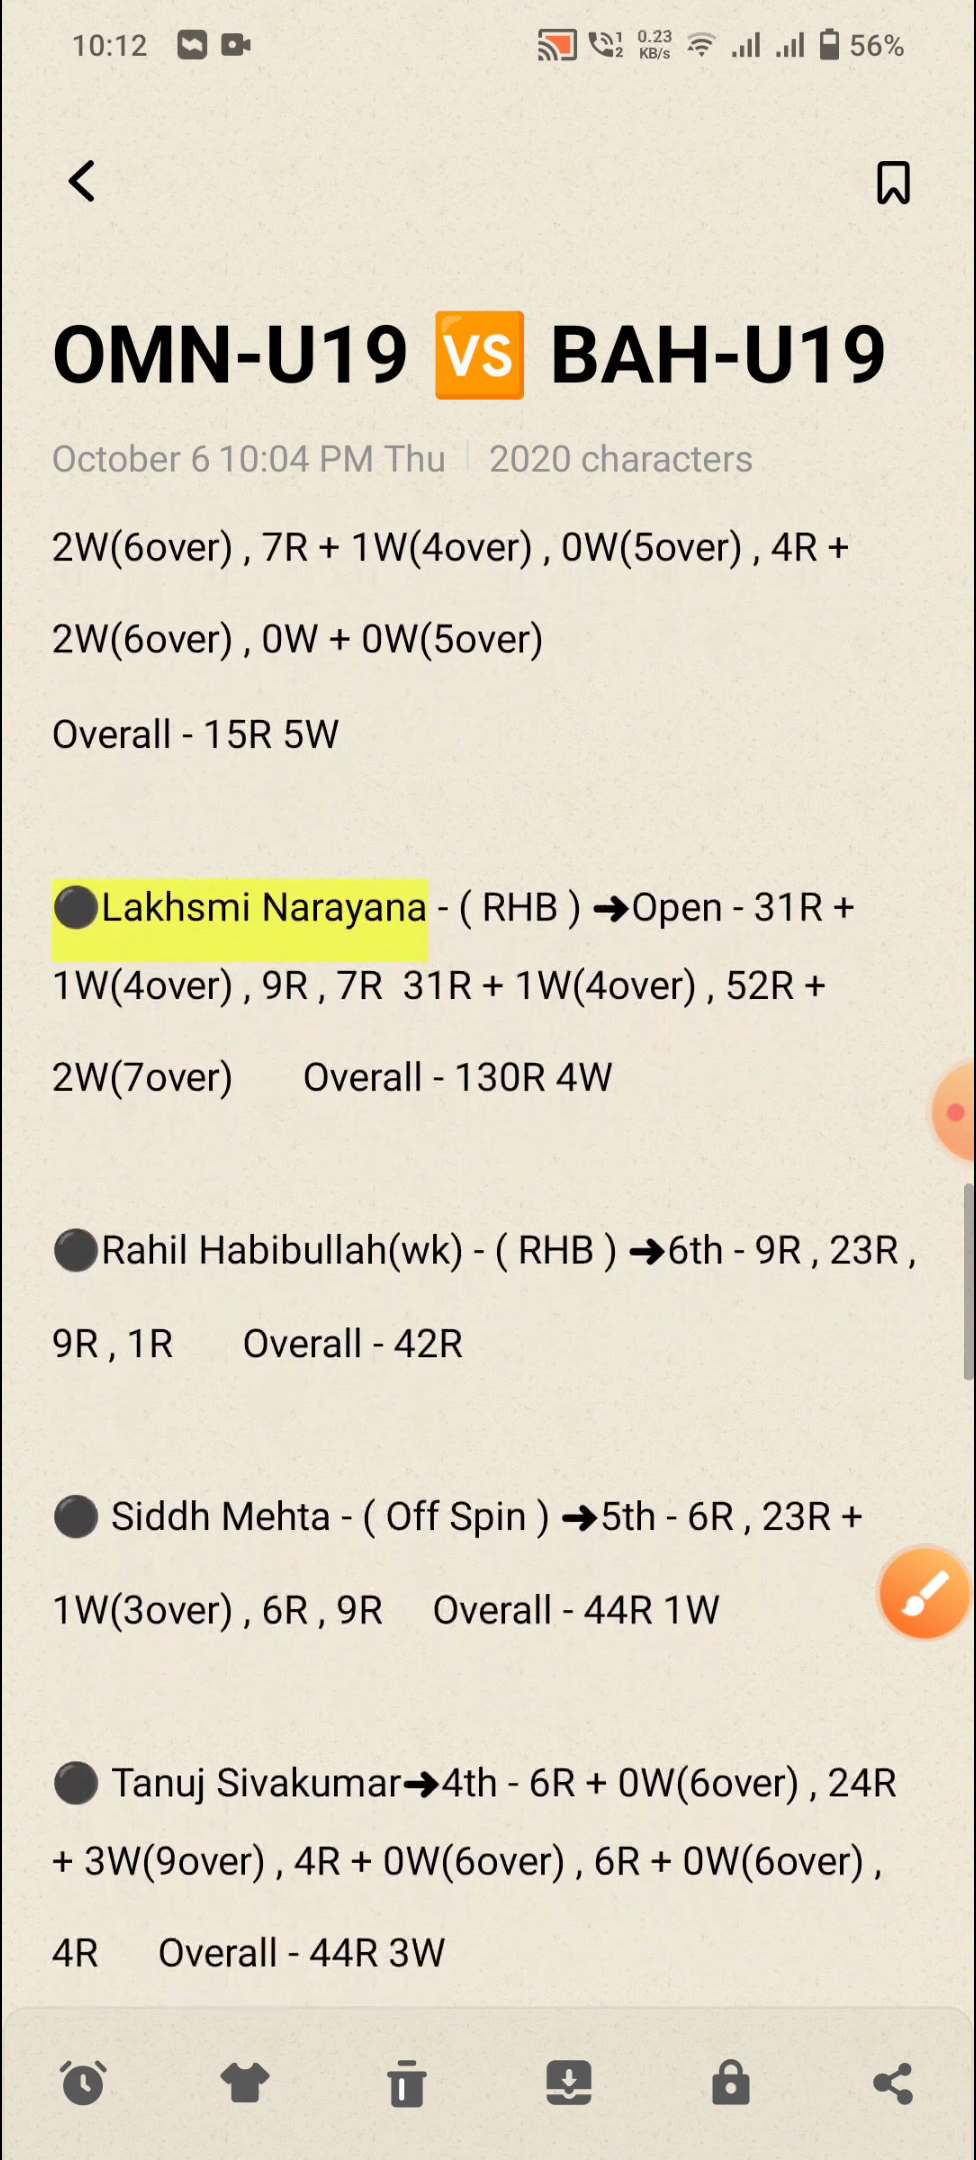 10:12 1 2 0.23 KB/s 56%
OMN-U19 🆚 BAH-U19
October 6 10:04 PM Thu | 2020 characters
2W(6over) , 7R + 1W(4over) , 0W(5over) , 4R +
2W(6over) , 0W + 0W(5over)
Overall - 15R 5W
⚫Lakhsmi Narayana - ( RHB ) ➜Open - 31R +
1W(4over) , 9R , 7R 31R + 1W(4over) , 52R +
2W(7over) Overall - 130R 4W
⚫Rahil Habibullah(wk) - ( RHB ) ➜6th - 9R , 23R ,
9R , 1R Overall - 42R
⚫ Siddh Mehta - ( Off Spin ) ➜5th - 6R , 23R +
1W(3over) , 6R , 9R Overall - 44R 1W
⚫ Tanuj Sivakumar➜4th - 6R + 0W(6over) , 24R
+ 3W(9over) , 4R + 0W(6over) , 6R + 0W(6over) ,
4R Overall - 44R 3W